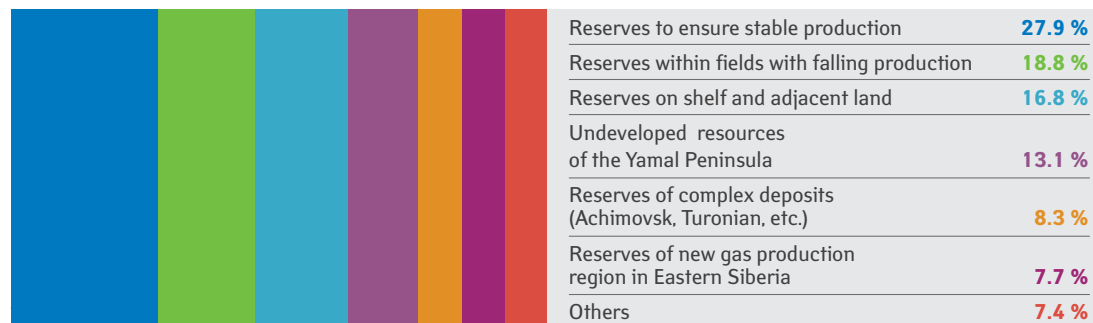 Reserves to ensure stable production 27.9 %
Reserves within fields with falling production 18.8 %
Reserves on shelf and adjacent land 16.8 %
Undeveloped resources
of the Yamal Peninsula 13.1 %
Reserves of complex deposits
(Achimovsk, Turonian, etc.) 8.3 %
Reserves of new gas production
region in Eastern Siberia 7.7 %
Others 7.4 %